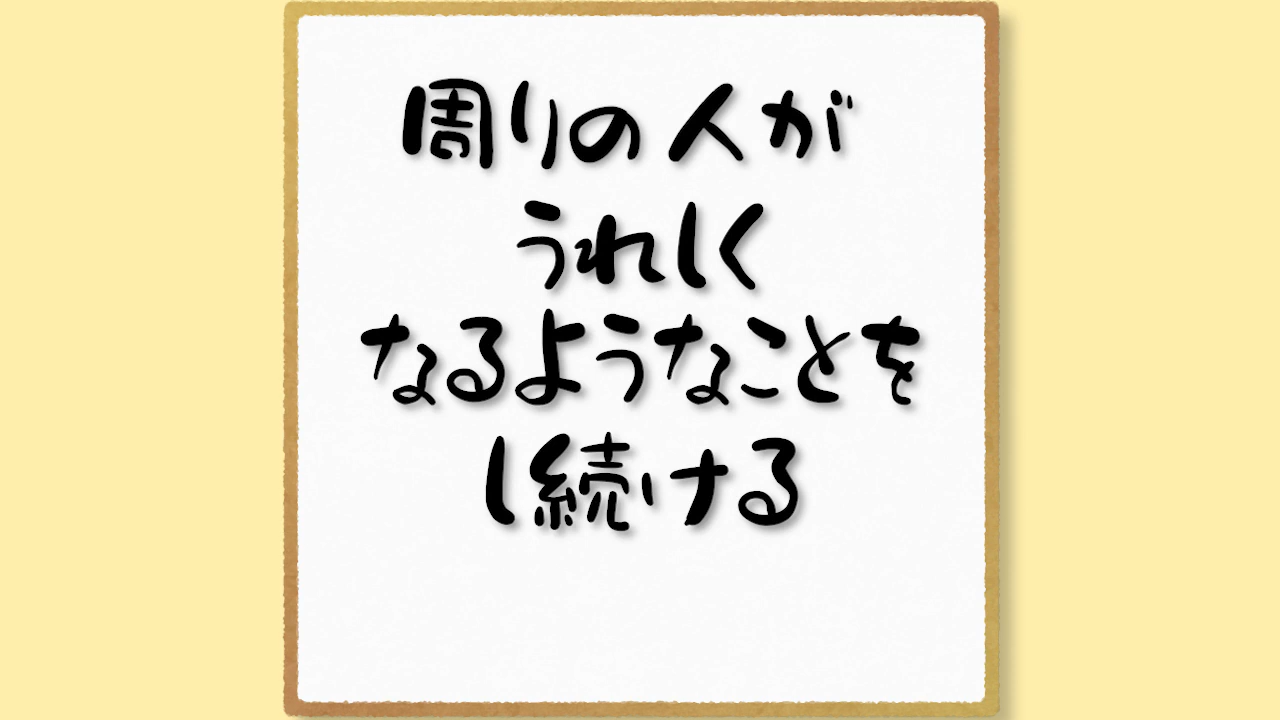 周りの人が
うれしく
なるようなことを
し続ける